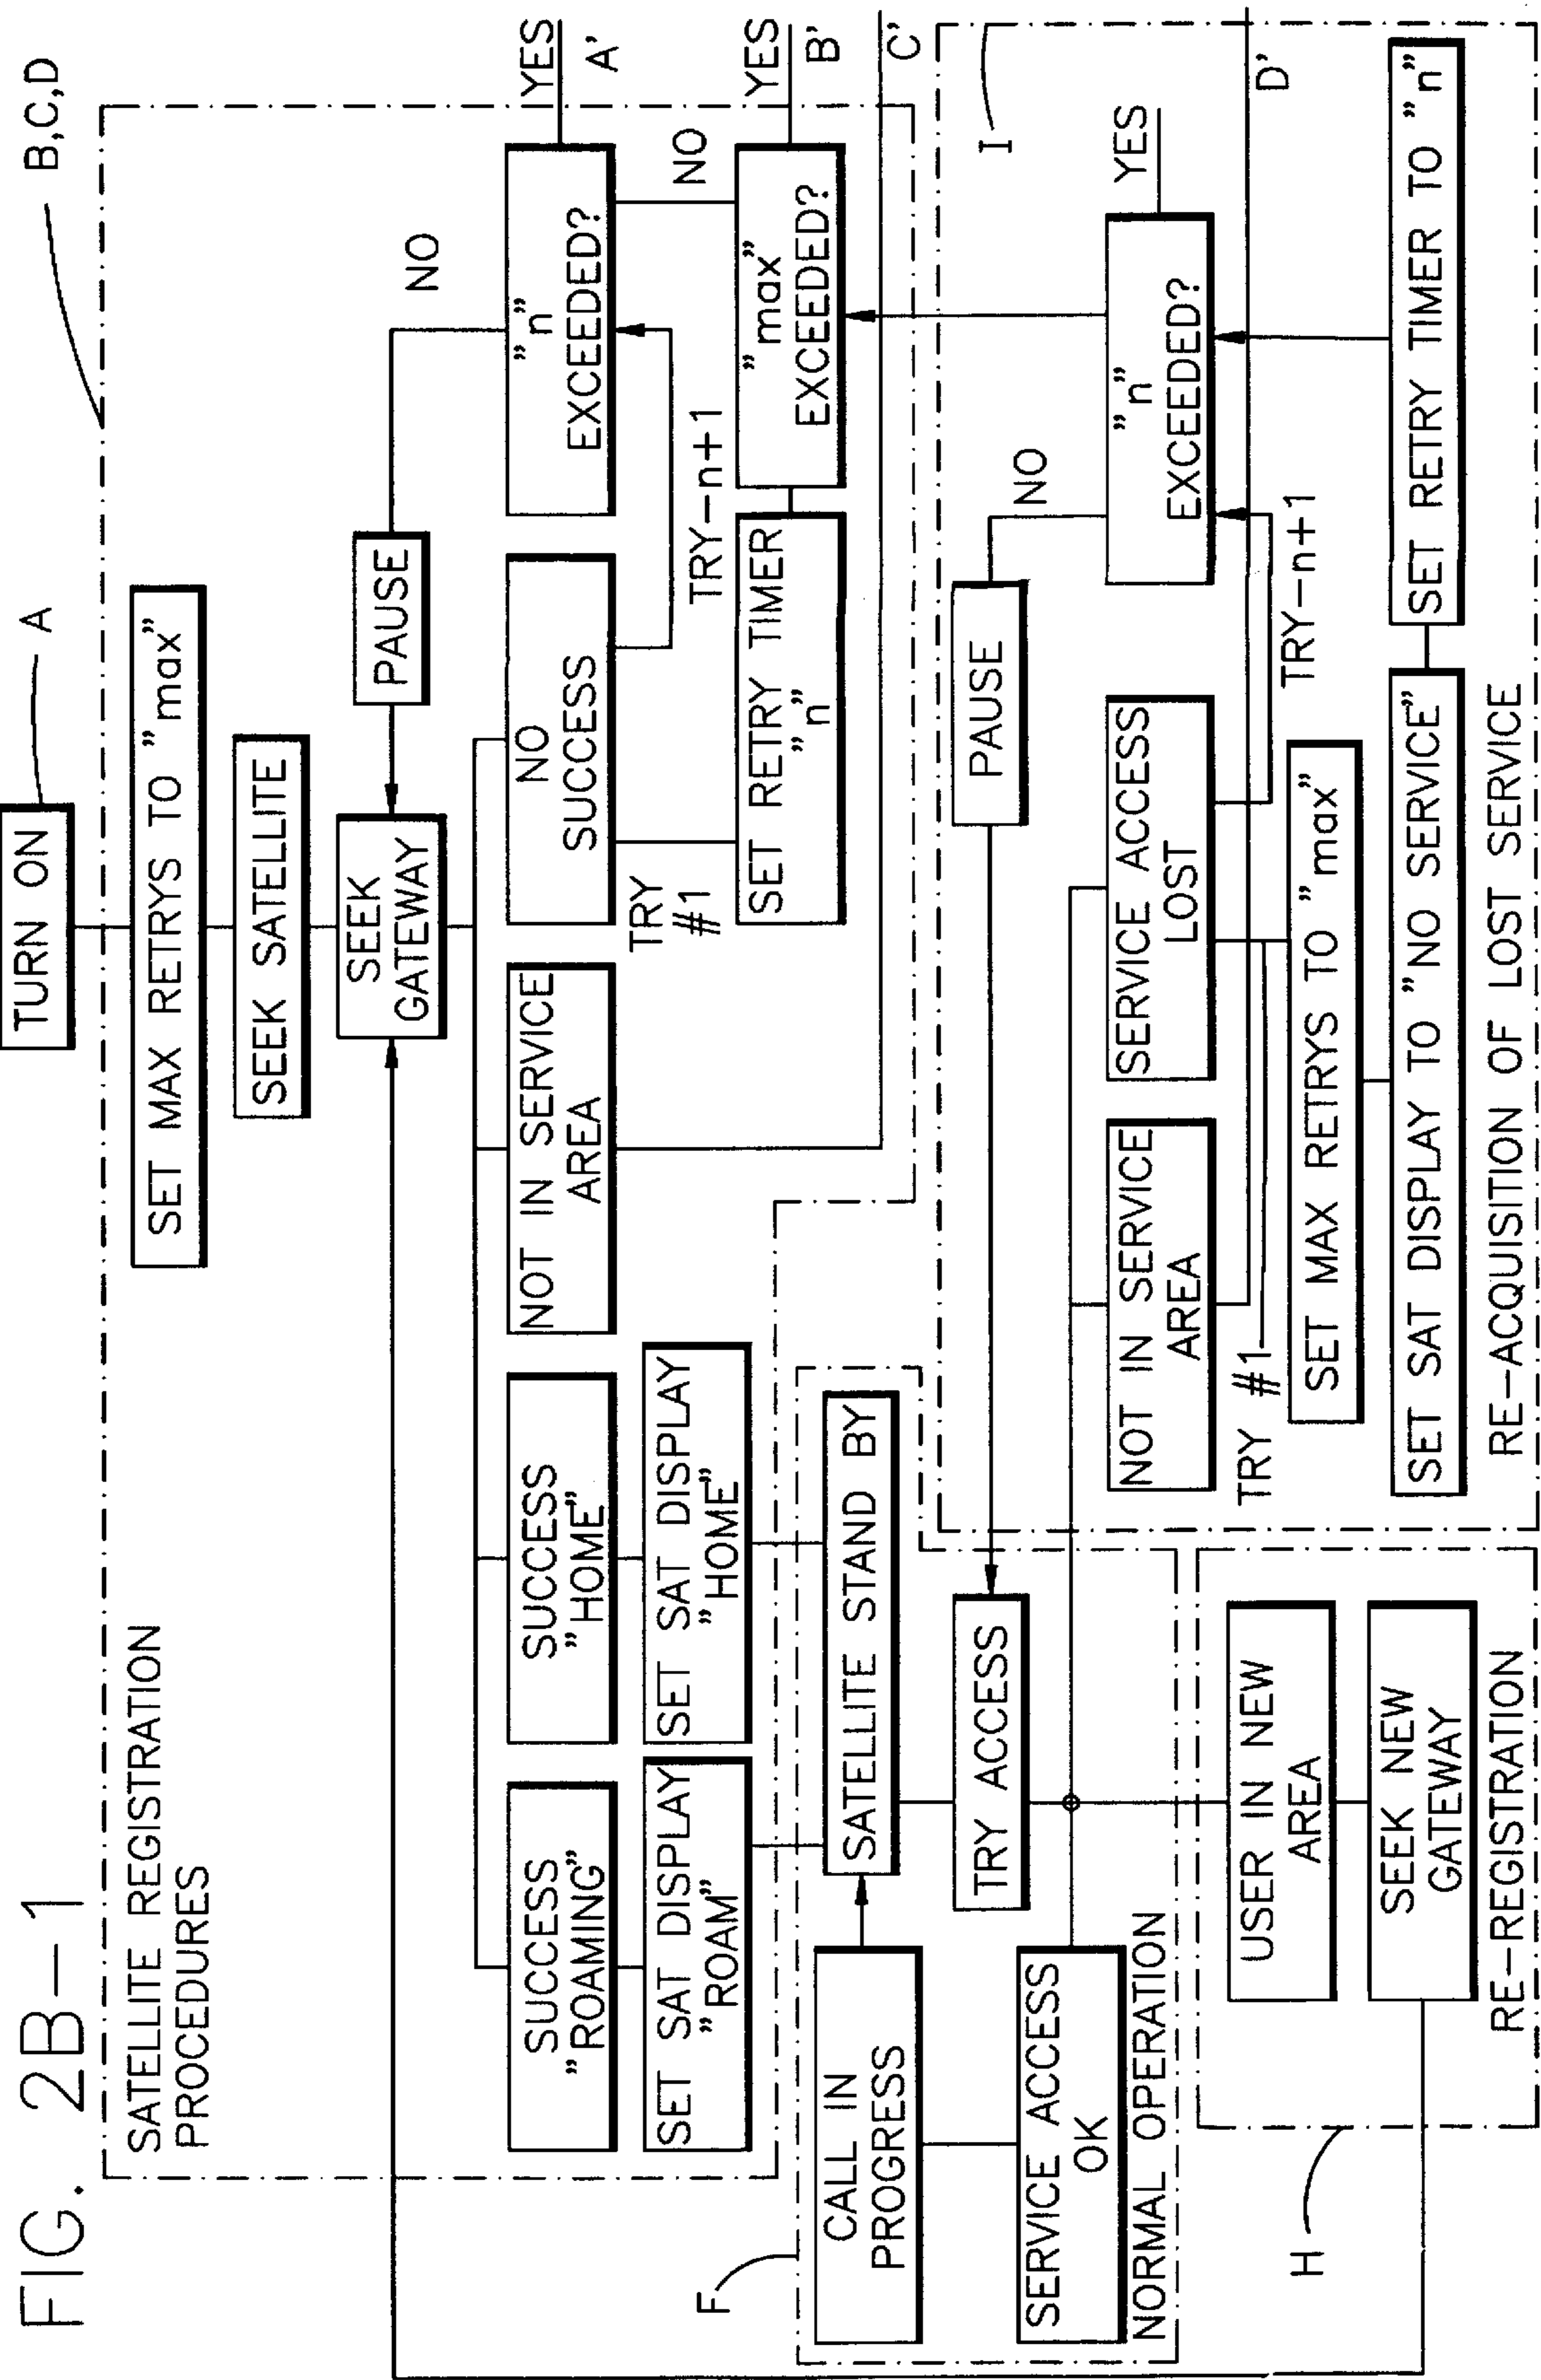 FIG. 2B-1
TURN ON
A
B,C,D
SATELLITE REGISTRATION
PROCEDURES
SET MAX RETRYS TO "max"
SEEK SATELLITE
SEEK
GATEWAY
PAUSE
NO
SUCCESS
"ROAMING"
SUCCESS
"HOME"
NOT IN SERVICE
AREA
NO
SUCCESS
"n"
EXCEEDED?
YES
A'
SET SAT DISPLAY
"ROAM"
SET SAT DISPLAY
"HOME"
TRY
#1
TRY-n+1
NO
SET RETRY TIMER
"n"
"max"
EXCEEDED?
YES
B'
C'
F
CALL IN
PROGRESS
SATELLITE STAND BY
TRY ACCESS
SERVICE ACCESS
OK
NORMAL OPERATION
PAUSE
NO
I
NOT IN SERVICE
AREA
SERVICE ACCESS
LOST
"n"
EXCEEDED?
YES
D'
TRY #1
TRY-n+1
SET MAX RETRYS TO "max"
SET SAT DISPLAY TO "NO SERVICE"
SET RETRY TIMER TO "n"
RE-ACQUISITION OF LOST SERVICE
H
USER IN NEW
AREA
SEEK NEW
GATEWAY
RE-REGISTRATION